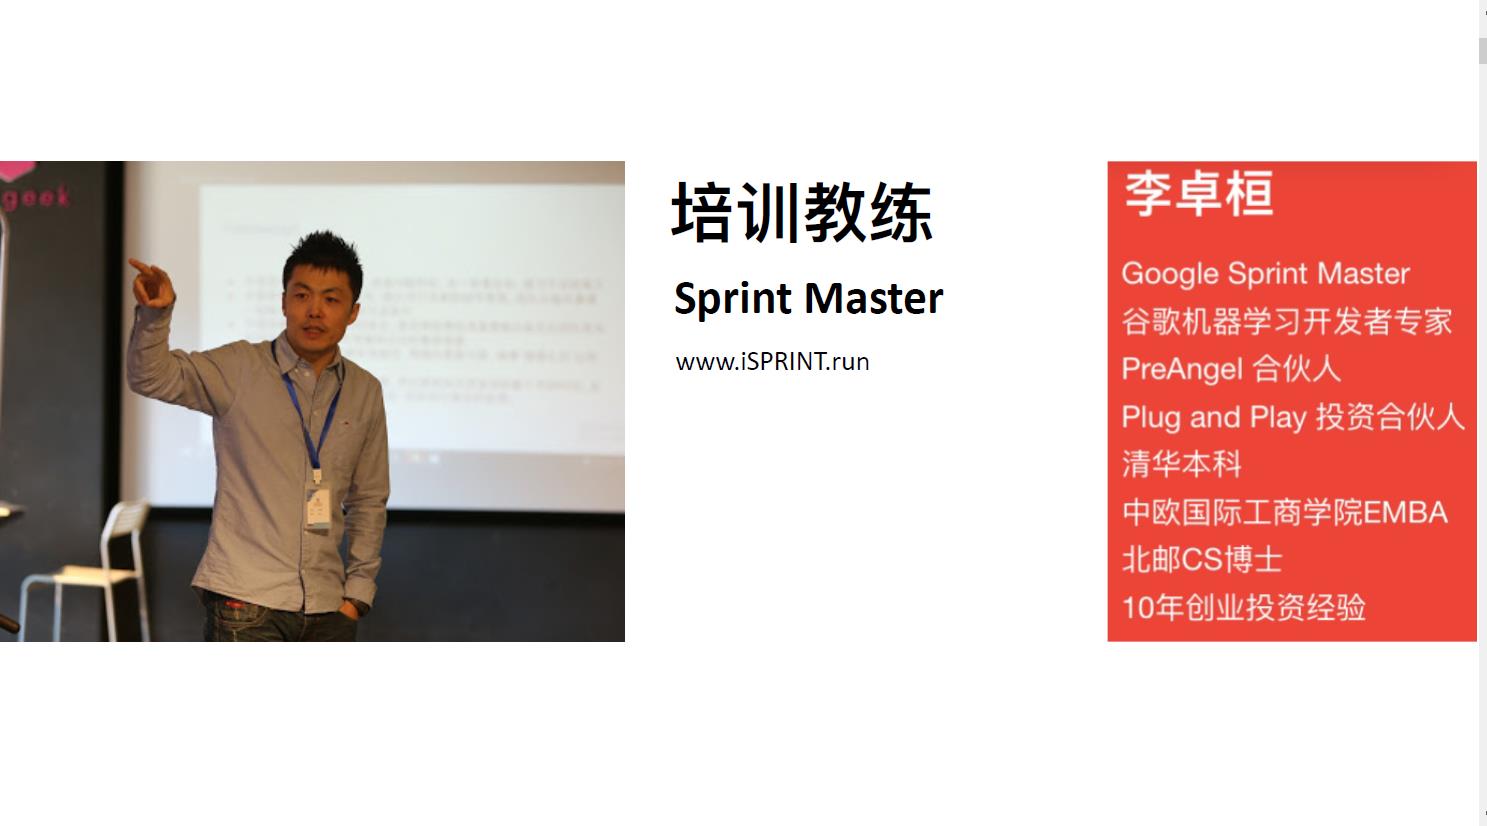 geek
培训教练
Sprint Master
www.iSPRINT.run
李卓桓
Google Sprint Master
谷歌机器学习开发者专家
PreAngel 合伙人
Plug and Play 投资合伙人
清华本科
中欧国际工商学院EMBA
北邮CS博士
10年创业投资经验